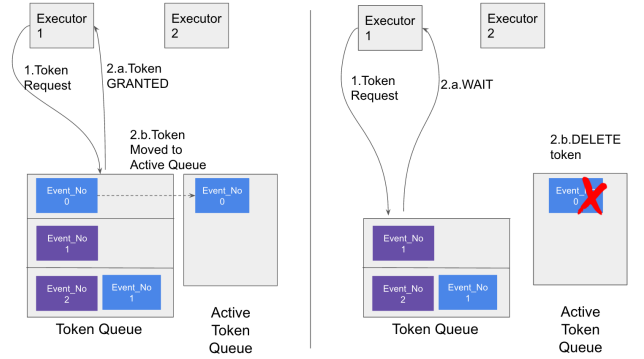 Executor
1
Executor
2
1.Token
Request
2.a.Token
GRANTED
2.b.Token
Moved to
Active Queue
Event_No
0
Event_No
0
Event_No
1
Event_No
2
Event_No
1
Token Queue
Active
Token
Queue
Executor
1
Executor
2
1.Token
Request
2.a.WAIT
2.b.DELETE
token
Event_
0
Event_No
1
Event_No
2
Event_No
1
Token Queue
Active
Token
Queue